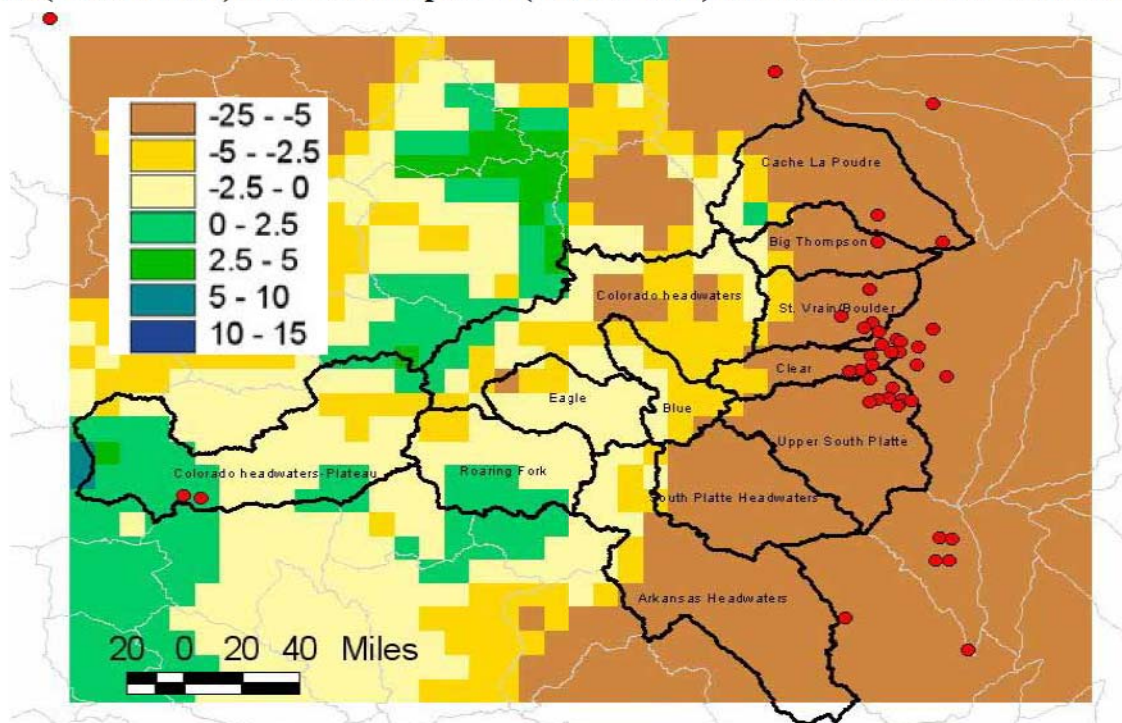 -25 - -5
-5 - -2.5
-2.5 - 0
0 - 2.5
2.5 - 5
5 - 10
10 - 15
Cache La Poudre
Big Thompson
Colorado headwaters
St. Vrain/Boulder
Clear
Eagle
Blue
Upper South Platte
Colorado headwaters-Plateau
Roaring Fork
South Platte Headwaters
Arkansas Headwaters
20 0 20 40 Miles